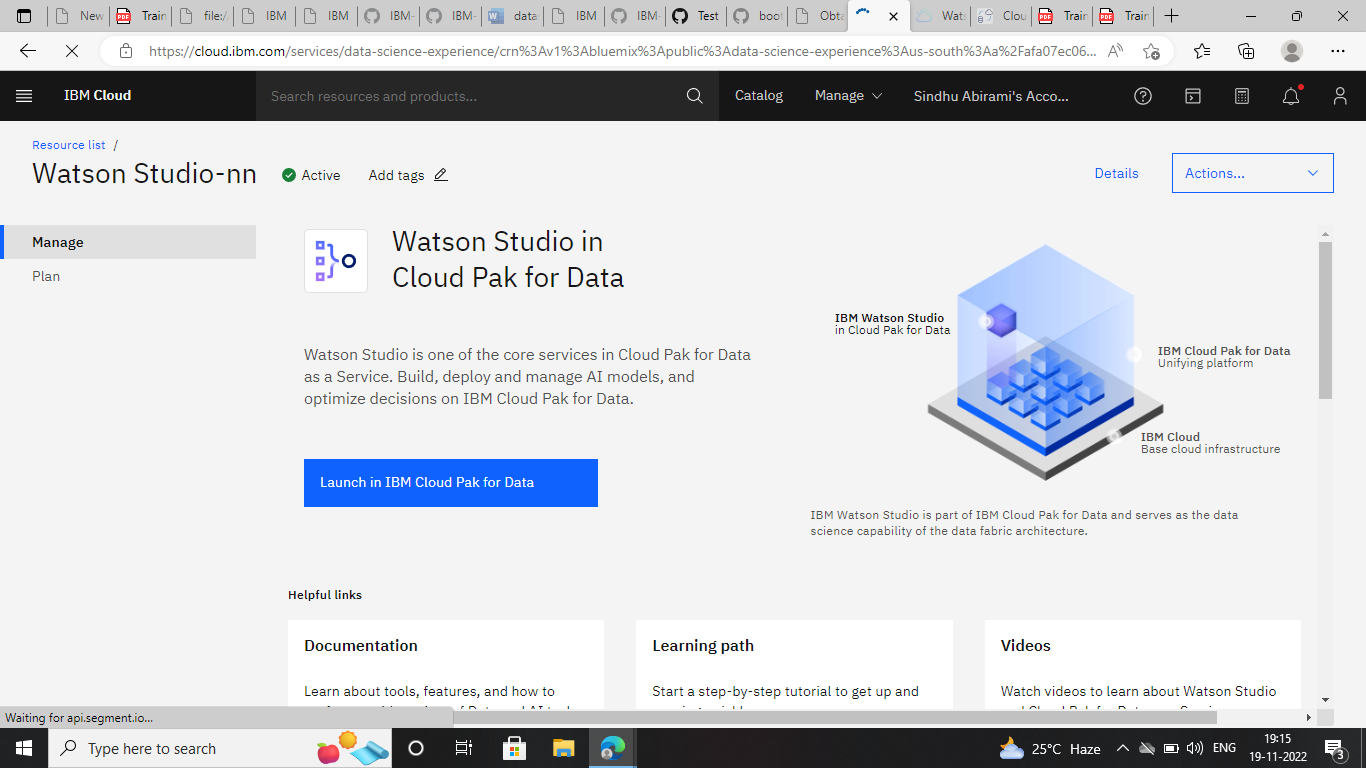 New
Train
file:/
IBM
IBM
IBM-
IBM-
data
IBM
IBM-
Test
boot
Obta
Wats
Clou
Train
Train
https://cloud.ibm.com/services/data-science-experience/crn%3Av1%3Abluemix%3Apublic%3Adata-science-experience%3Aus-south%3Aa%2Fafa07ec06...
IBM Cloud
Search resources and products...
Catalog
Manage
Sindhu Abirami's Acco...
Resource list /
Watson Studio-nn
Active
Add tags
Details
Actions...
Manage
Plan
Watson Studio in
Cloud Pak for Data
Watson Studio is one of the core services in Cloud Pak for Data
as a Service. Build, deploy and manage AI models, and
optimize decisions on IBM Cloud Pak for Data.
Launch in IBM Cloud Pak for Data
IBM Watson Studio
in Cloud Pak for Data
IBM Cloud Pak for Data
Unifying platform
IBM Cloud
Base cloud infrastructure
IBM Watson Studio is part of IBM Cloud Pak for Data and serves as the data
science capability of the data fabric architecture.
Helpful links
Documentation
Learn about tools, features, and how to
Learning path
Start a step-by-step tutorial to get up and
Videos
Watch videos to learn about Watson Studio
Waiting for api.segment.io...
Type here to search
25°C Haze
ENG
19:15
19-11-2022
3